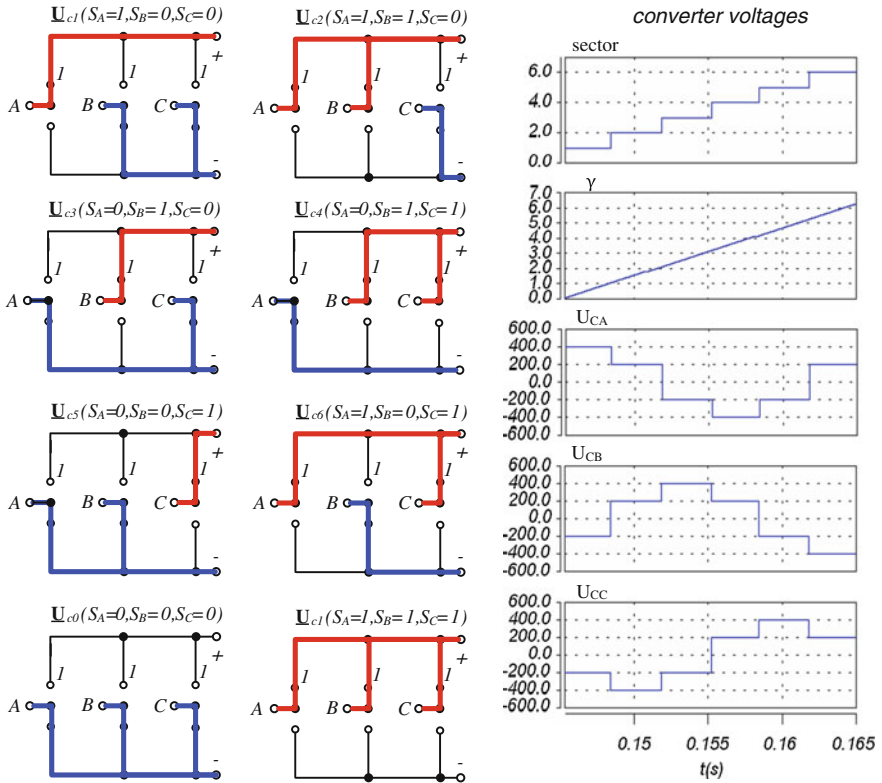 U_c1(S_A=1,S_B=0,S_C=0)
+
1 1 1
A B C
-
U_c2(S_A=1,S_B=1,S_C=0)
+
1 1 1
A B C
-
U_c3(S_A=0,S_B=1,S_C=0)
+
1 1 1
A B C
-
U_c4(S_A=0,S_B=1,S_C=1)
+
1 1 1
A B C
-
U_c5(S_A=0,S_B=0,S_C=1)
+
1 1 1
A B C
-
U_c6(S_A=1,S_B=0,S_C=1)
+
1 1 1
A B C
-
U_c0(S_A=0,S_B=0,S_C=0)
+
1 1 1
A B C
-
U_c1(S_A=1,S_B=1,S_C=1)
+
1 1 1
A B C
-
converter voltages
sector
6.0
4.0
2.0
0.0
γ
7.0
6.0
5.0
4.0
3.0
2.0
1.0
0.0
U_CA
600.0
400.0
200.0
0.0
-200.0
-400.0
-600.0
U_CB
600.0
400.0
200.0
0.0
-200.0
-400.0
-600.0
U_CC
600.0
400.0
200.0
0.0
-200.0
-400.0
-600.0
0.15 0.155 0.16 0.165
t(s)